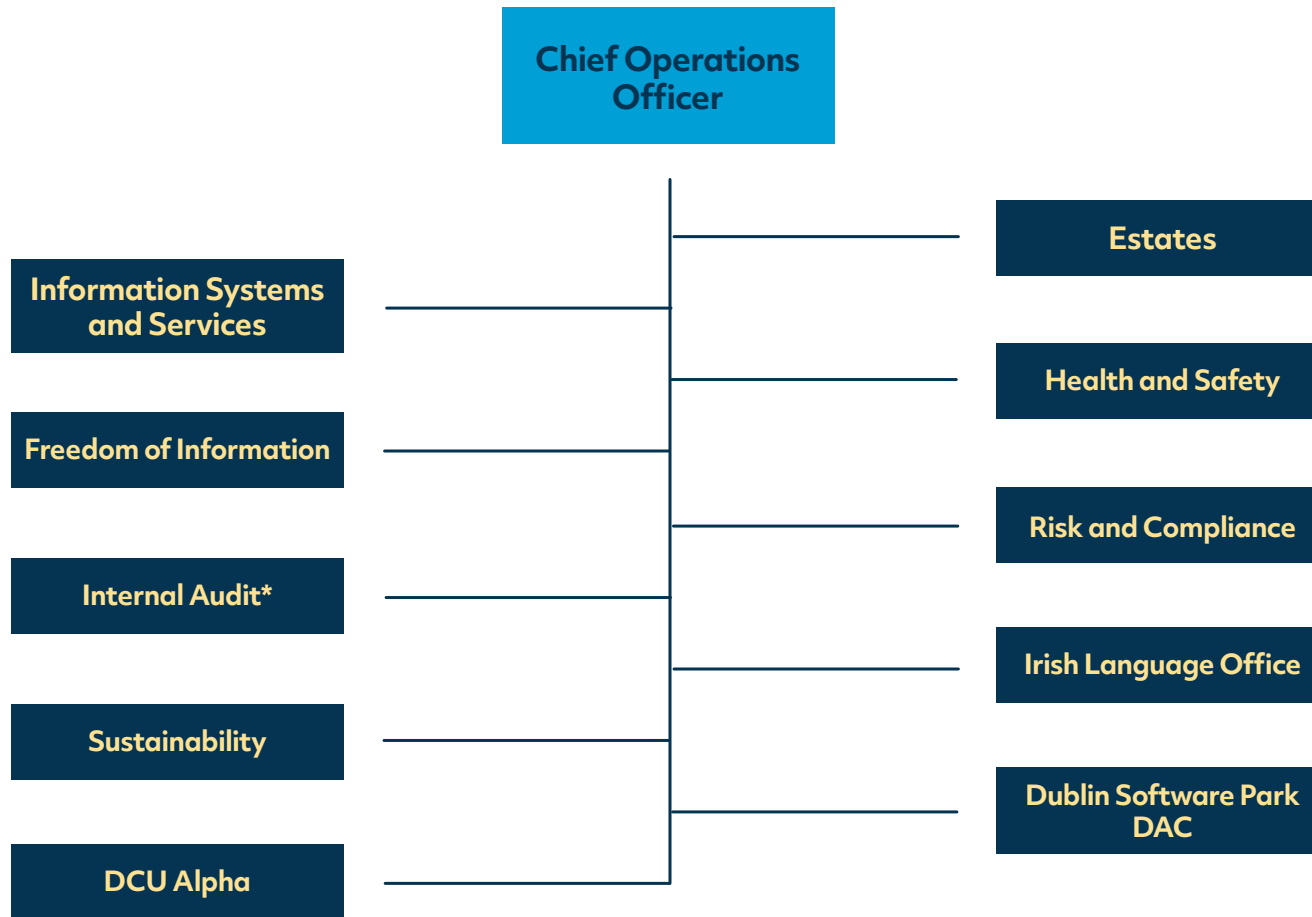 Chief Operations
Officer
Estates
Information Systems
and Services
Health and Safety
Freedom of Information
Risk and Compliance
Internal Audit*
Irish Language Office
Sustainability
Dublin Software Park
DAC
DCU Alpha